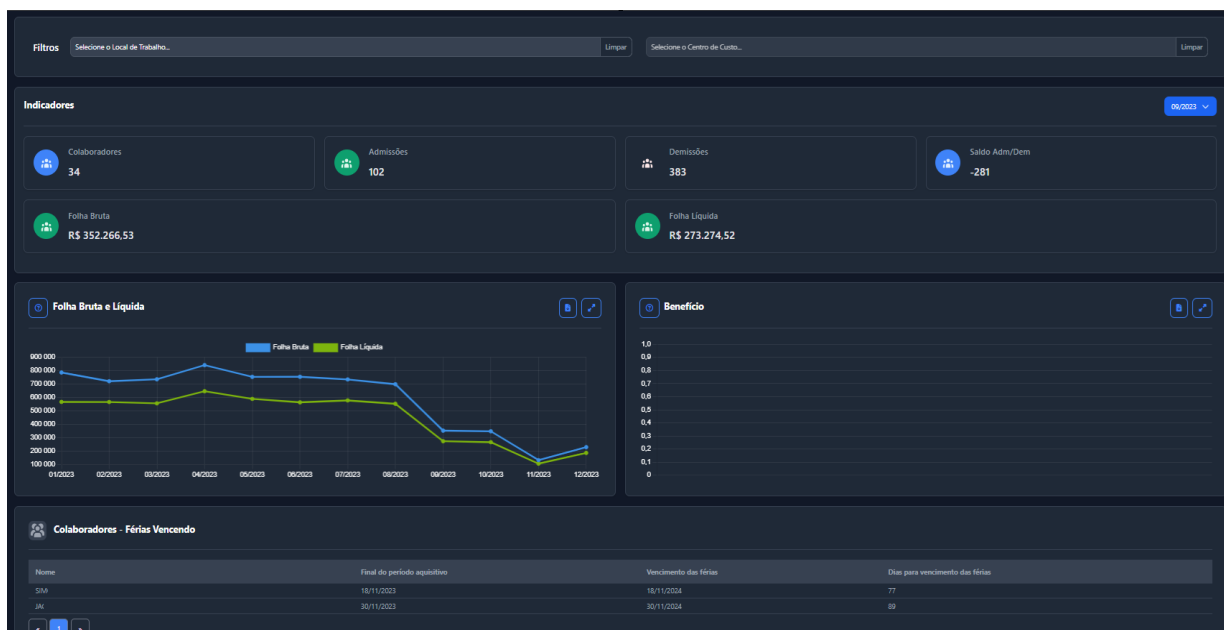 Filtros Selecione o Local de Trabalho... Limpar Selecione o Centro de Custo... Limpar
Indicadores 09/2023
Colaboradores Admissões Demissões Saldo Adm/Dem
34 102 383 -281
Folha Bruta Folha Líquida
R$ 352.266,53 R$ 273.274,52
Folha Bruta e Líquida Benefício
Folha Bruta Folha Líquida
900 000
800 000
700 000
600 000
500 000
400 000
300 000
200 000
100 000
01/2023 02/2023 03/2023 04/2023 05/2023 06/2023 07/2023 08/2023 09/2023 10/2023 11/2023 12/2023
1,0
0,9
0,8
0,7
0,6
0,5
0,4
0,3
0,2
0,1
0
Colaboradores - Férias Vencendo
Nome Final do período aquisitivo Vencimento das férias Dias para vencimento das férias
18/11/2023 18/11/2024 77
30/11/2023 30/11/2024 89
1